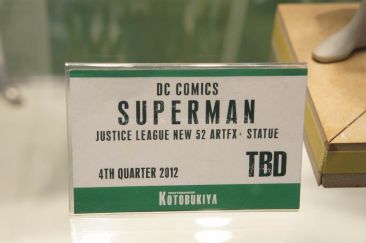 DC COMICS
SUPERMAN
JUSTICE LEAGUE NEW 52 ARTFX+ STATUE
4TH QUARTER 2012
TBD
KOTOBUKIYA